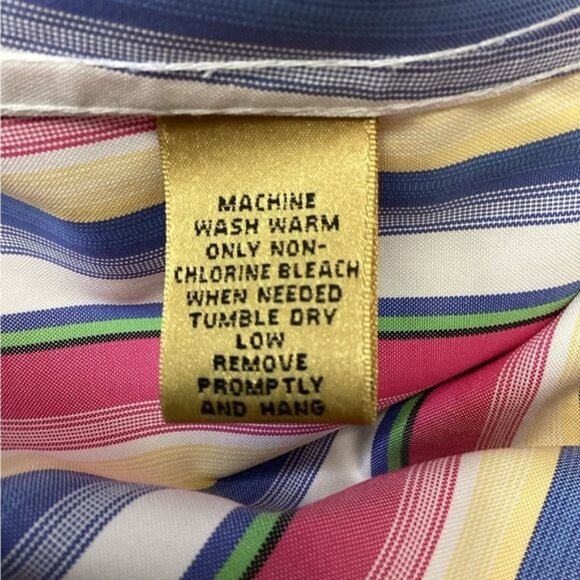 MACHINE
WASH WARM
ONLY NON-
CHLORINE BLEACH
WHEN NEEDED
TUMBLE DRY
LOW
REMOVE
PROMPTLY
AND HANG